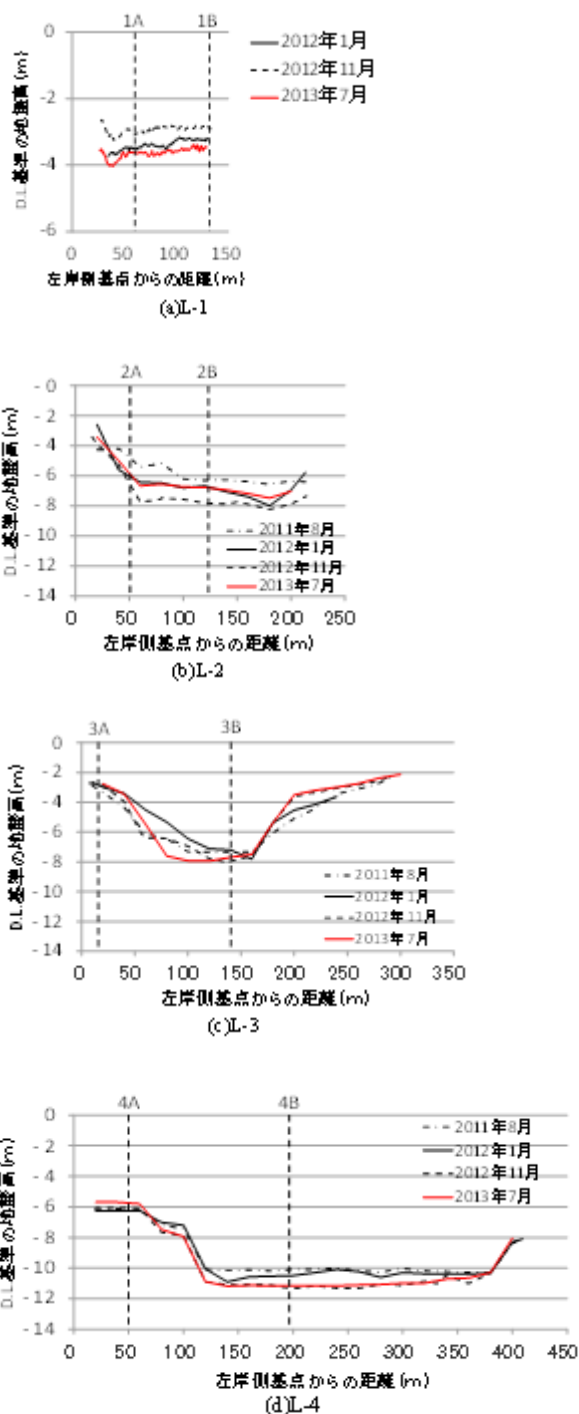 1A 1B
0
-2
-4
-6
D.L.基準の地盤高(m)
2012年1月
2012年11月
2013年7月
0 50 100 150
左岸側基点からの距離(m)
(a)L-1
2A 2B
- 0
- 2
- 4
- 6
- 8
- 10
- 12
- 14
D.L.基準の地盤高(m)
2011年8月
2012年1月
2012年11月
2013年7月
0 50 100 150 200 250
左岸側基点からの距離(m)
(b)L-2
3A 3B
0
- 2
- 4
- 6
- 8
- 10
- 12
- 14
D.L.基準の地盤高(m)
2011年8月
2012年1月
2012年11月
2013年7月
0 50 100 150 200 250 300 350
左岸側基点からの距離(m)
(c)L-3
4A 4B
0
- 2
- 4
- 6
- 8
- 10
- 12
- 14
D.L.基準の地盤高(m)
2011年8月
2012年1月
2012年11月
2013年7月
0 50 100 150 200 250 300 350 400 450
左岸側基点からの距離(m)
(d)L-4